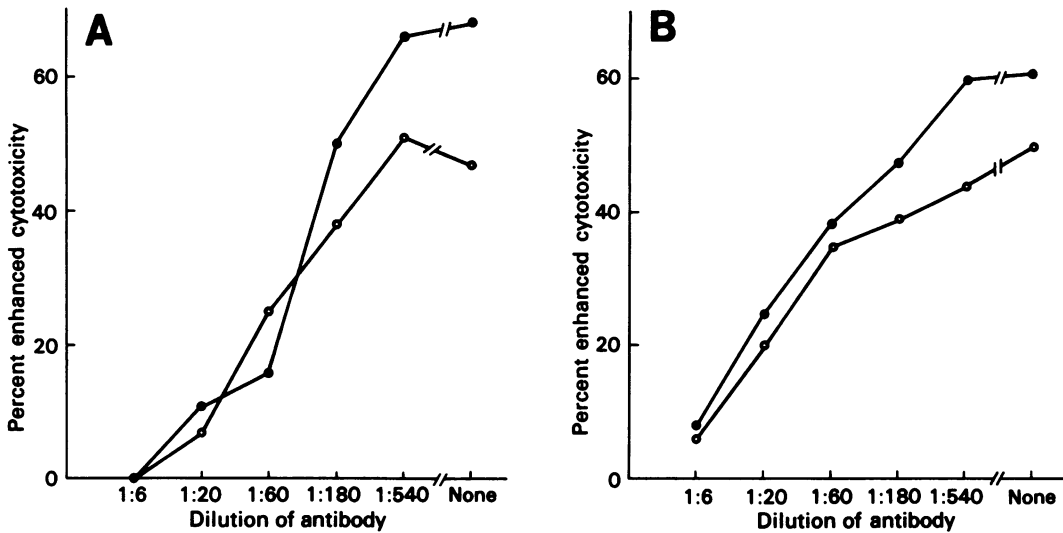 A
Percent enhanced cytotoxicity
60
40
20
0
1:6 1:20 1:60 1:180 1:540 None
Dilution of antibody
B
Percent enhanced cytotoxicity
60
40
20
0
1:6 1:20 1:60 1:180 1:540 None
Dilution of antibody